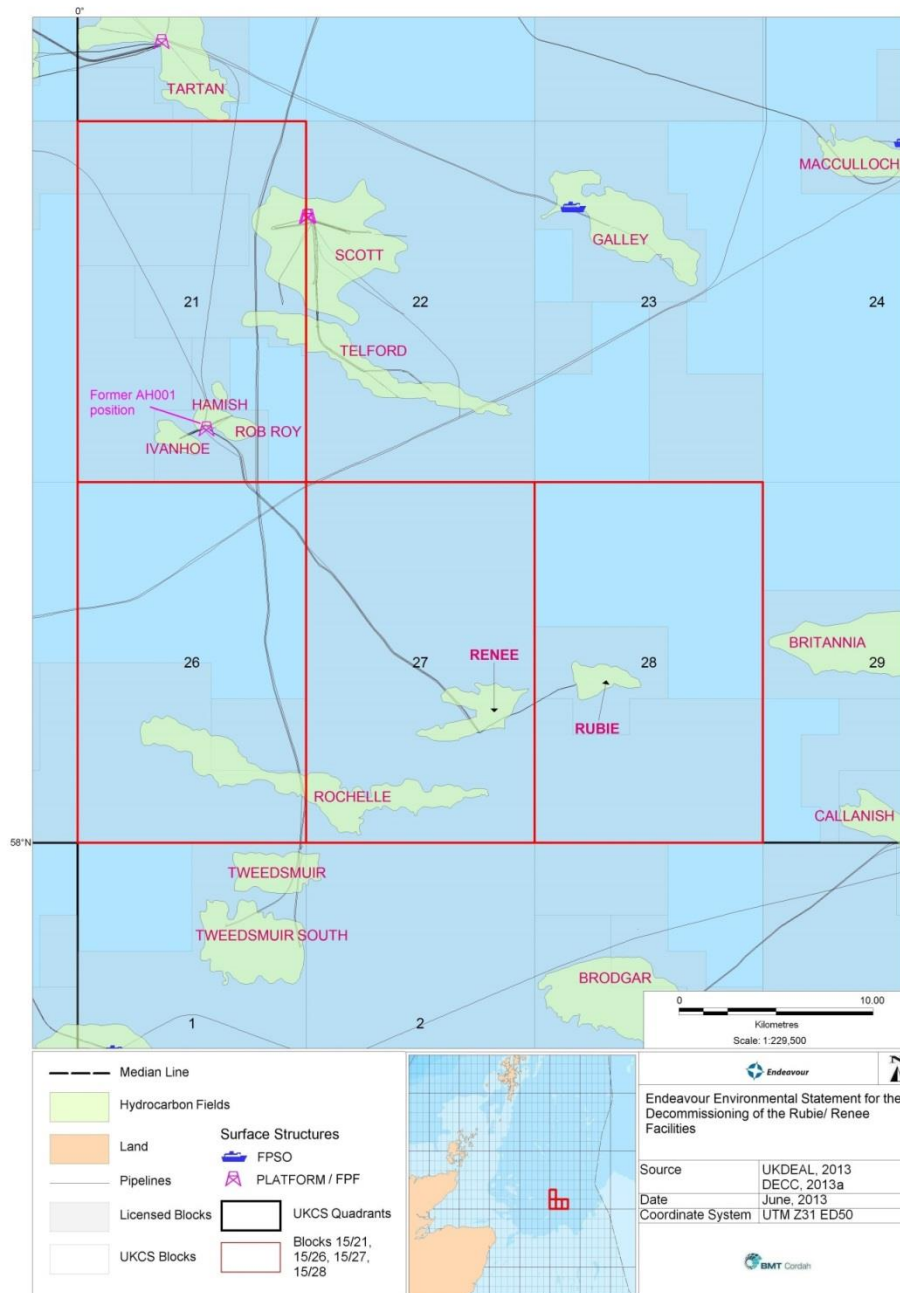 0°
TARTAN
MACCULLOCH
GALLEY
SCOTT
21
22
23
24
TELFORD
Former AH001
position
HAMISH
ROB ROY
IVANHOE
BRITANNIA
RENEE
26
27
28
29
RUBIE
ROCHELLE
CALLANISH
58°N
TWEEDSMUIR
TWEEDSMUIR SOUTH
BRODGAR
0
10.00
Kilometres
Scale: 1:229,500
1
2
Median Line
Hydrocarbon Fields
Land
Pipelines
Licensed Blocks
UKCS Blocks
Surface Structures
FPSO
PLATFORM / FPF
UKCS Quadrants
Blocks 15/21,
15/26, 15/27,
15/28
Endeavour
Endeavour Environmental Statement for the
Decommissioning of the Rubie/ Renee
Facilities
Source
UKDEAL, 2013
DECC, 2013a
Date
June, 2013
Coordinate System
UTM Z31 ED50
BMT Cordah